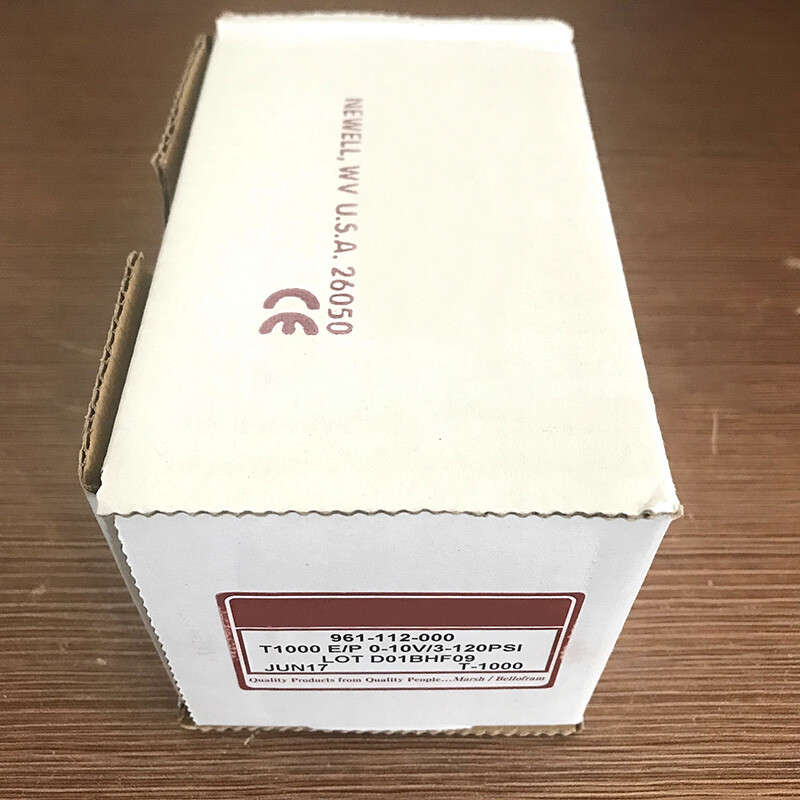 NEWELL, WV U.S.A. 26050
CE
961-112-000
T1000 E/P 0-10V/3-120PSI
LOT D01BHF09
JUN17 T-1000
Quality Products from Quality People...Marsh / Bellofram